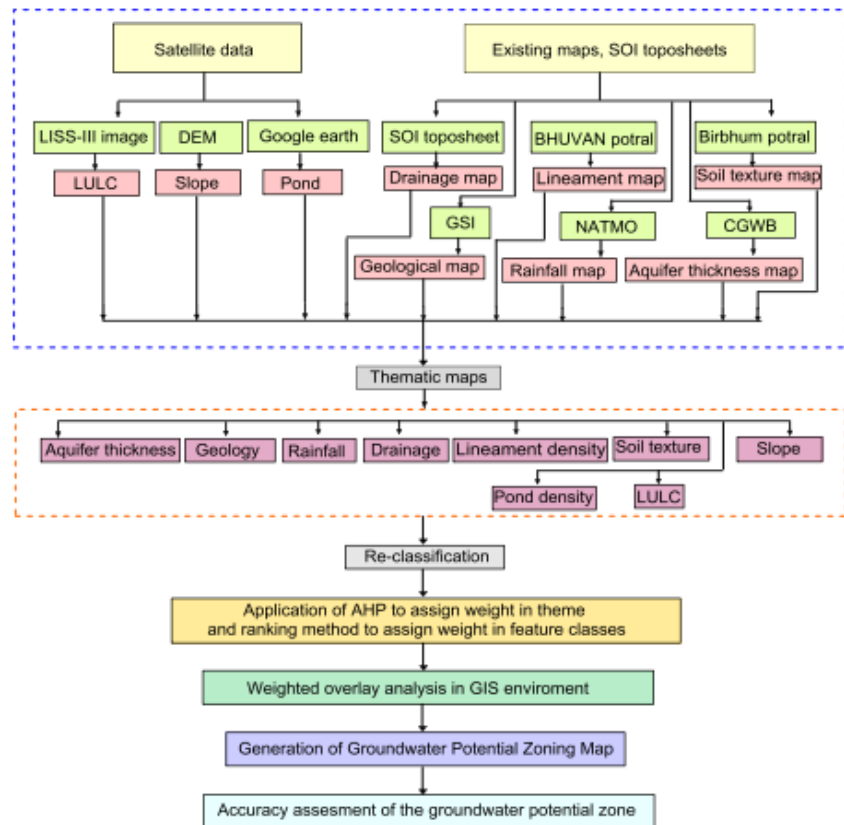 Satellite data
Existing maps, SOI toposheets
LISS-III image
DEM
Google earth
SOI toposheet
BHUVAN potral
Birbhum potral
LULC
Slope
Pond
Drainage map
Lineament map
Soil texture map
GSI
NATMO
CGWB
Geological map
Rainfall map
Aquifer thickness map
Thematic maps
Aquifer thickness
Geology
Rainfall
Drainage
Lineament density
Soil texture
Slope
Pond density
LULC
Re-classification
Application of AHP to assign weight in theme
and ranking method to assign weight in feature classes
Weighted overlay analysis in GIS enviroment
Generation of Groundwater Potential Zoning Map
Accuracy assesment of the groundwater potential zone